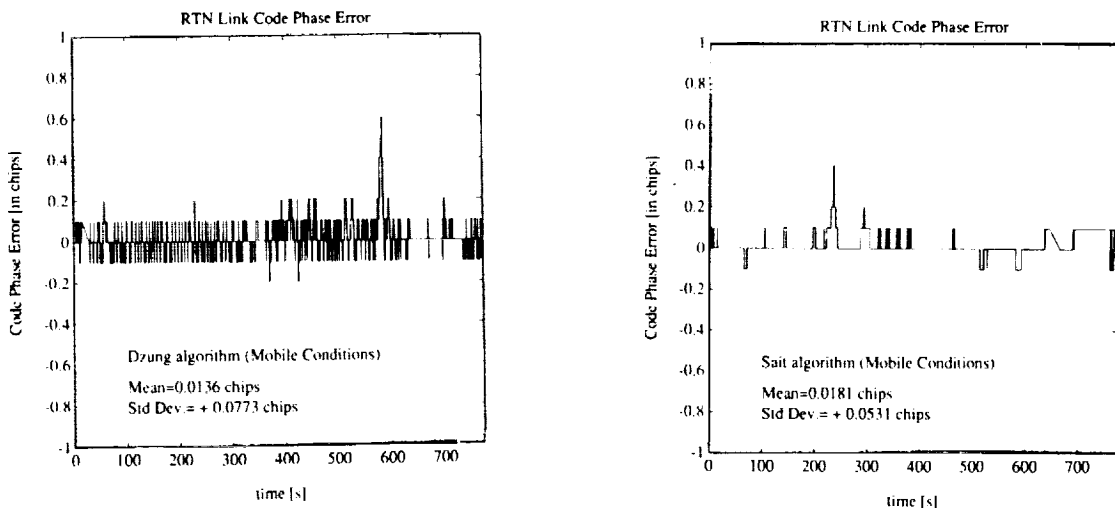 RTN Link Code Phase Error
1
0.8
0.6
0.4
0.2
0
-0.2
-0.4
-0.6
-0.8
-1
Code Phase Error [in chips]
Dzung algorithm (Mobile Conditions)
Mean=0.0136 chips
Std Dev.= + 0.0773 chips
0 100 200 300 400 500 600 700
time [s]
RTN Link Code Phase Error
1
0.8
0.6
0.4
0.2
0
-0.2
-0.4
-0.6
-0.8
-1
Code Phase Error [in chips]
Sait algorithm (Mobile Conditions)
Mean=0.0181 chips
Std Dev.= + 0.0531 chips
0 100 200 300 400 500 600 700
time [s]